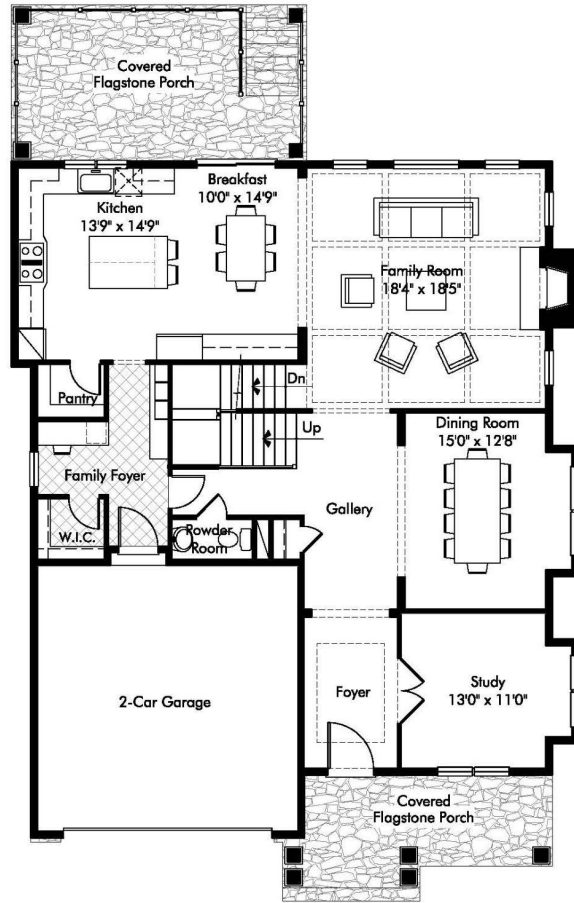 Covered
Flagstone Porch
Kitchen
13'9" x 14'9"
Breakfast
10'0" x 14'9"
Family Room
18'4" x 18'5"
Pantry
Dn
Up
Dining Room
15'0" x 12'8"
Family Foyer
Gallery
W.I.C.
Powder
Room
2-Car Garage
Foyer
Study
13'0" x 11'0"
Covered
Flagstone Porch